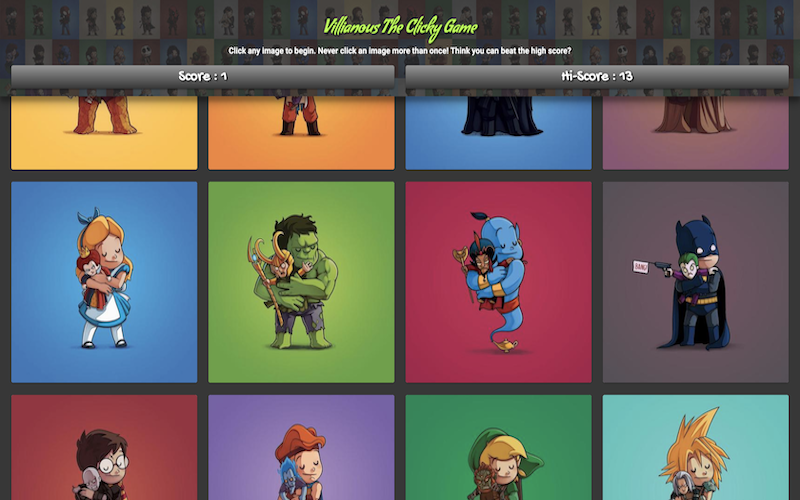 Villianous The Clicky Game
Click any image to begin. Never click an image more than once! Think you can beat the high score?
Score : 1
Hi-Score : 13
BANG!